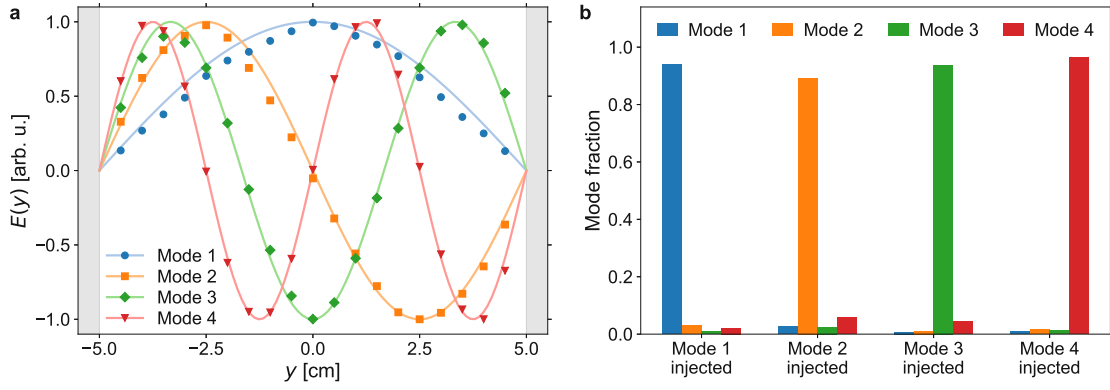 a
1.0
0.5
0.0
−0.5
−1.0
E(y) [arb. u.]
Mode 1
Mode 2
Mode 3
Mode 4
−5.0 −2.5 0.0 2.5 5.0
y [cm]
b
Mode 1 Mode 2 Mode 3 Mode 4
1.0
0.8
0.6
0.4
0.2
0.0
Mode fraction
Mode 1 Mode 2 Mode 3 Mode 4
injected injected injected injected